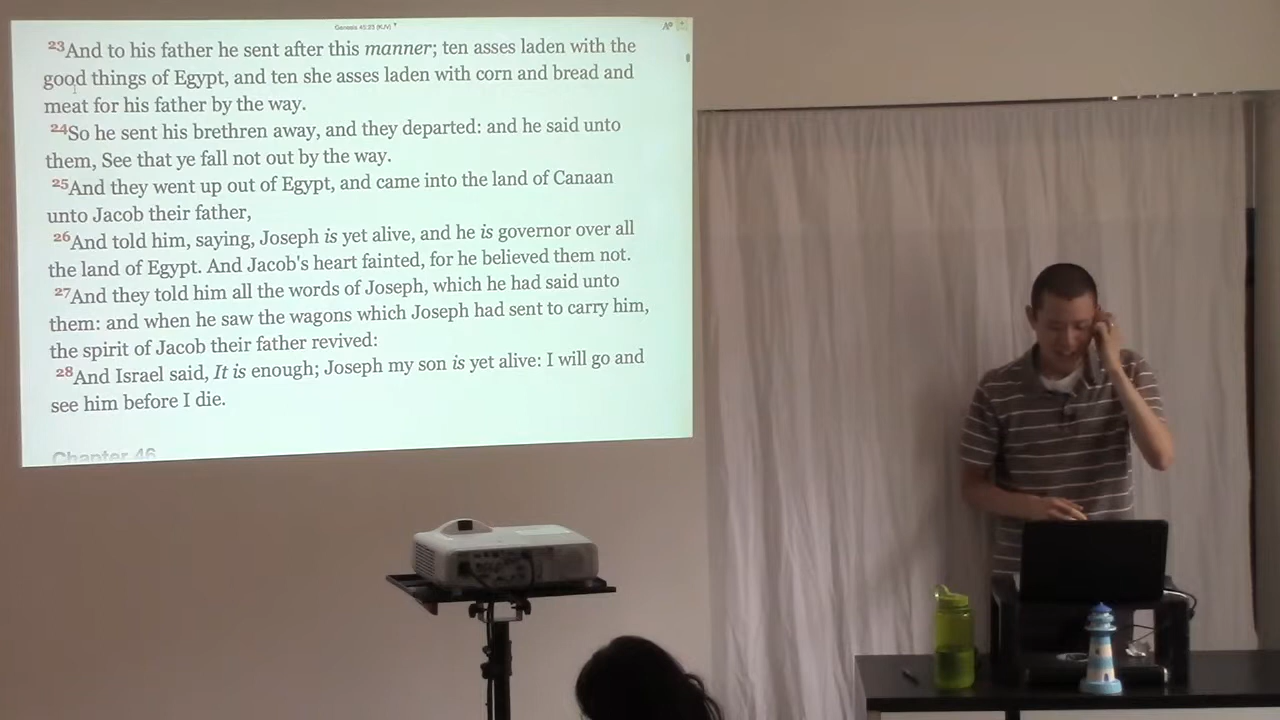 Genesis 45:23 (KJV)
23And to his father he sent after this manner; ten asses laden with the
good things of Egypt, and ten she asses laden with corn and bread and
meat for his father by the way.
24So he sent his brethren away, and they departed: and he said unto
them, See that ye fall not out by the way.
25And they went up out of Egypt, and came into the land of Canaan
unto Jacob their father,
26And told him, saying, Joseph is yet alive, and he is governor over all
the land of Egypt. And Jacob's heart fainted, for he believed them not.
27And they told him all the words of Joseph, which he had said unto
them: and when he saw the wagons which Joseph had sent to carry him,
the spirit of Jacob their father revived:
28And Israel said, It is enough; Joseph my son is yet alive: I will go and
see him before I die.
Chapter 46